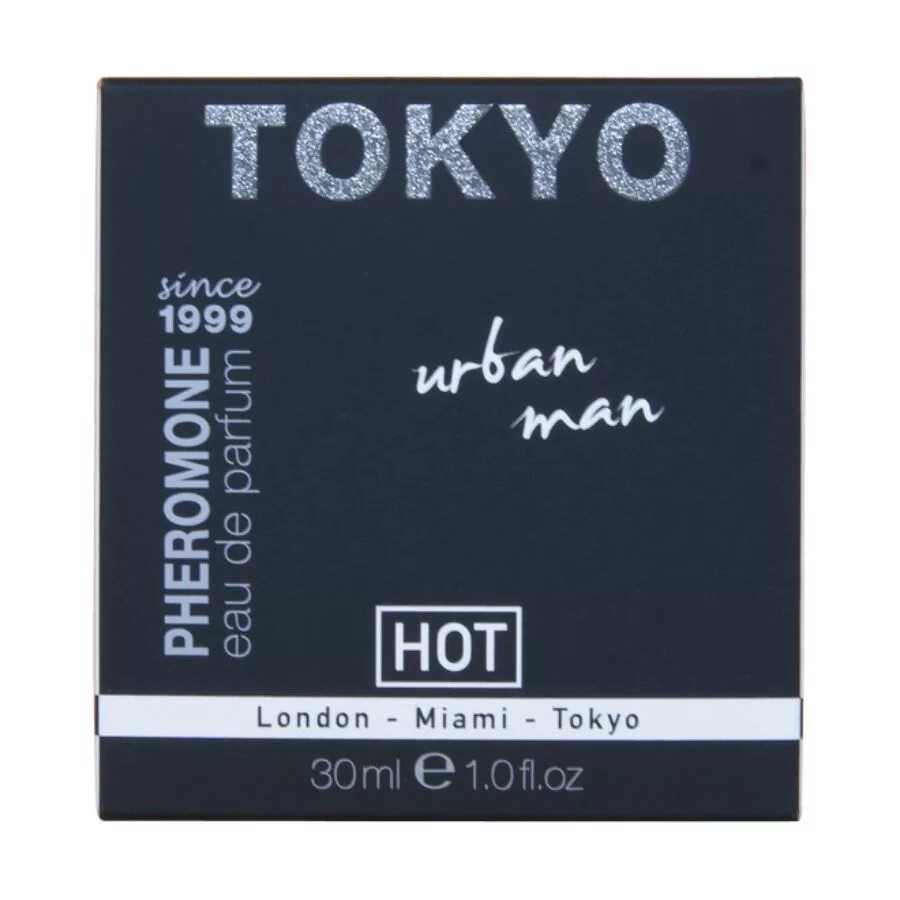 TOKYO
since
1999
PHEROMONE
eau de parfum
urban
man
HOT
London - Miami - Tokyo
30ml e 1.0fl.oz